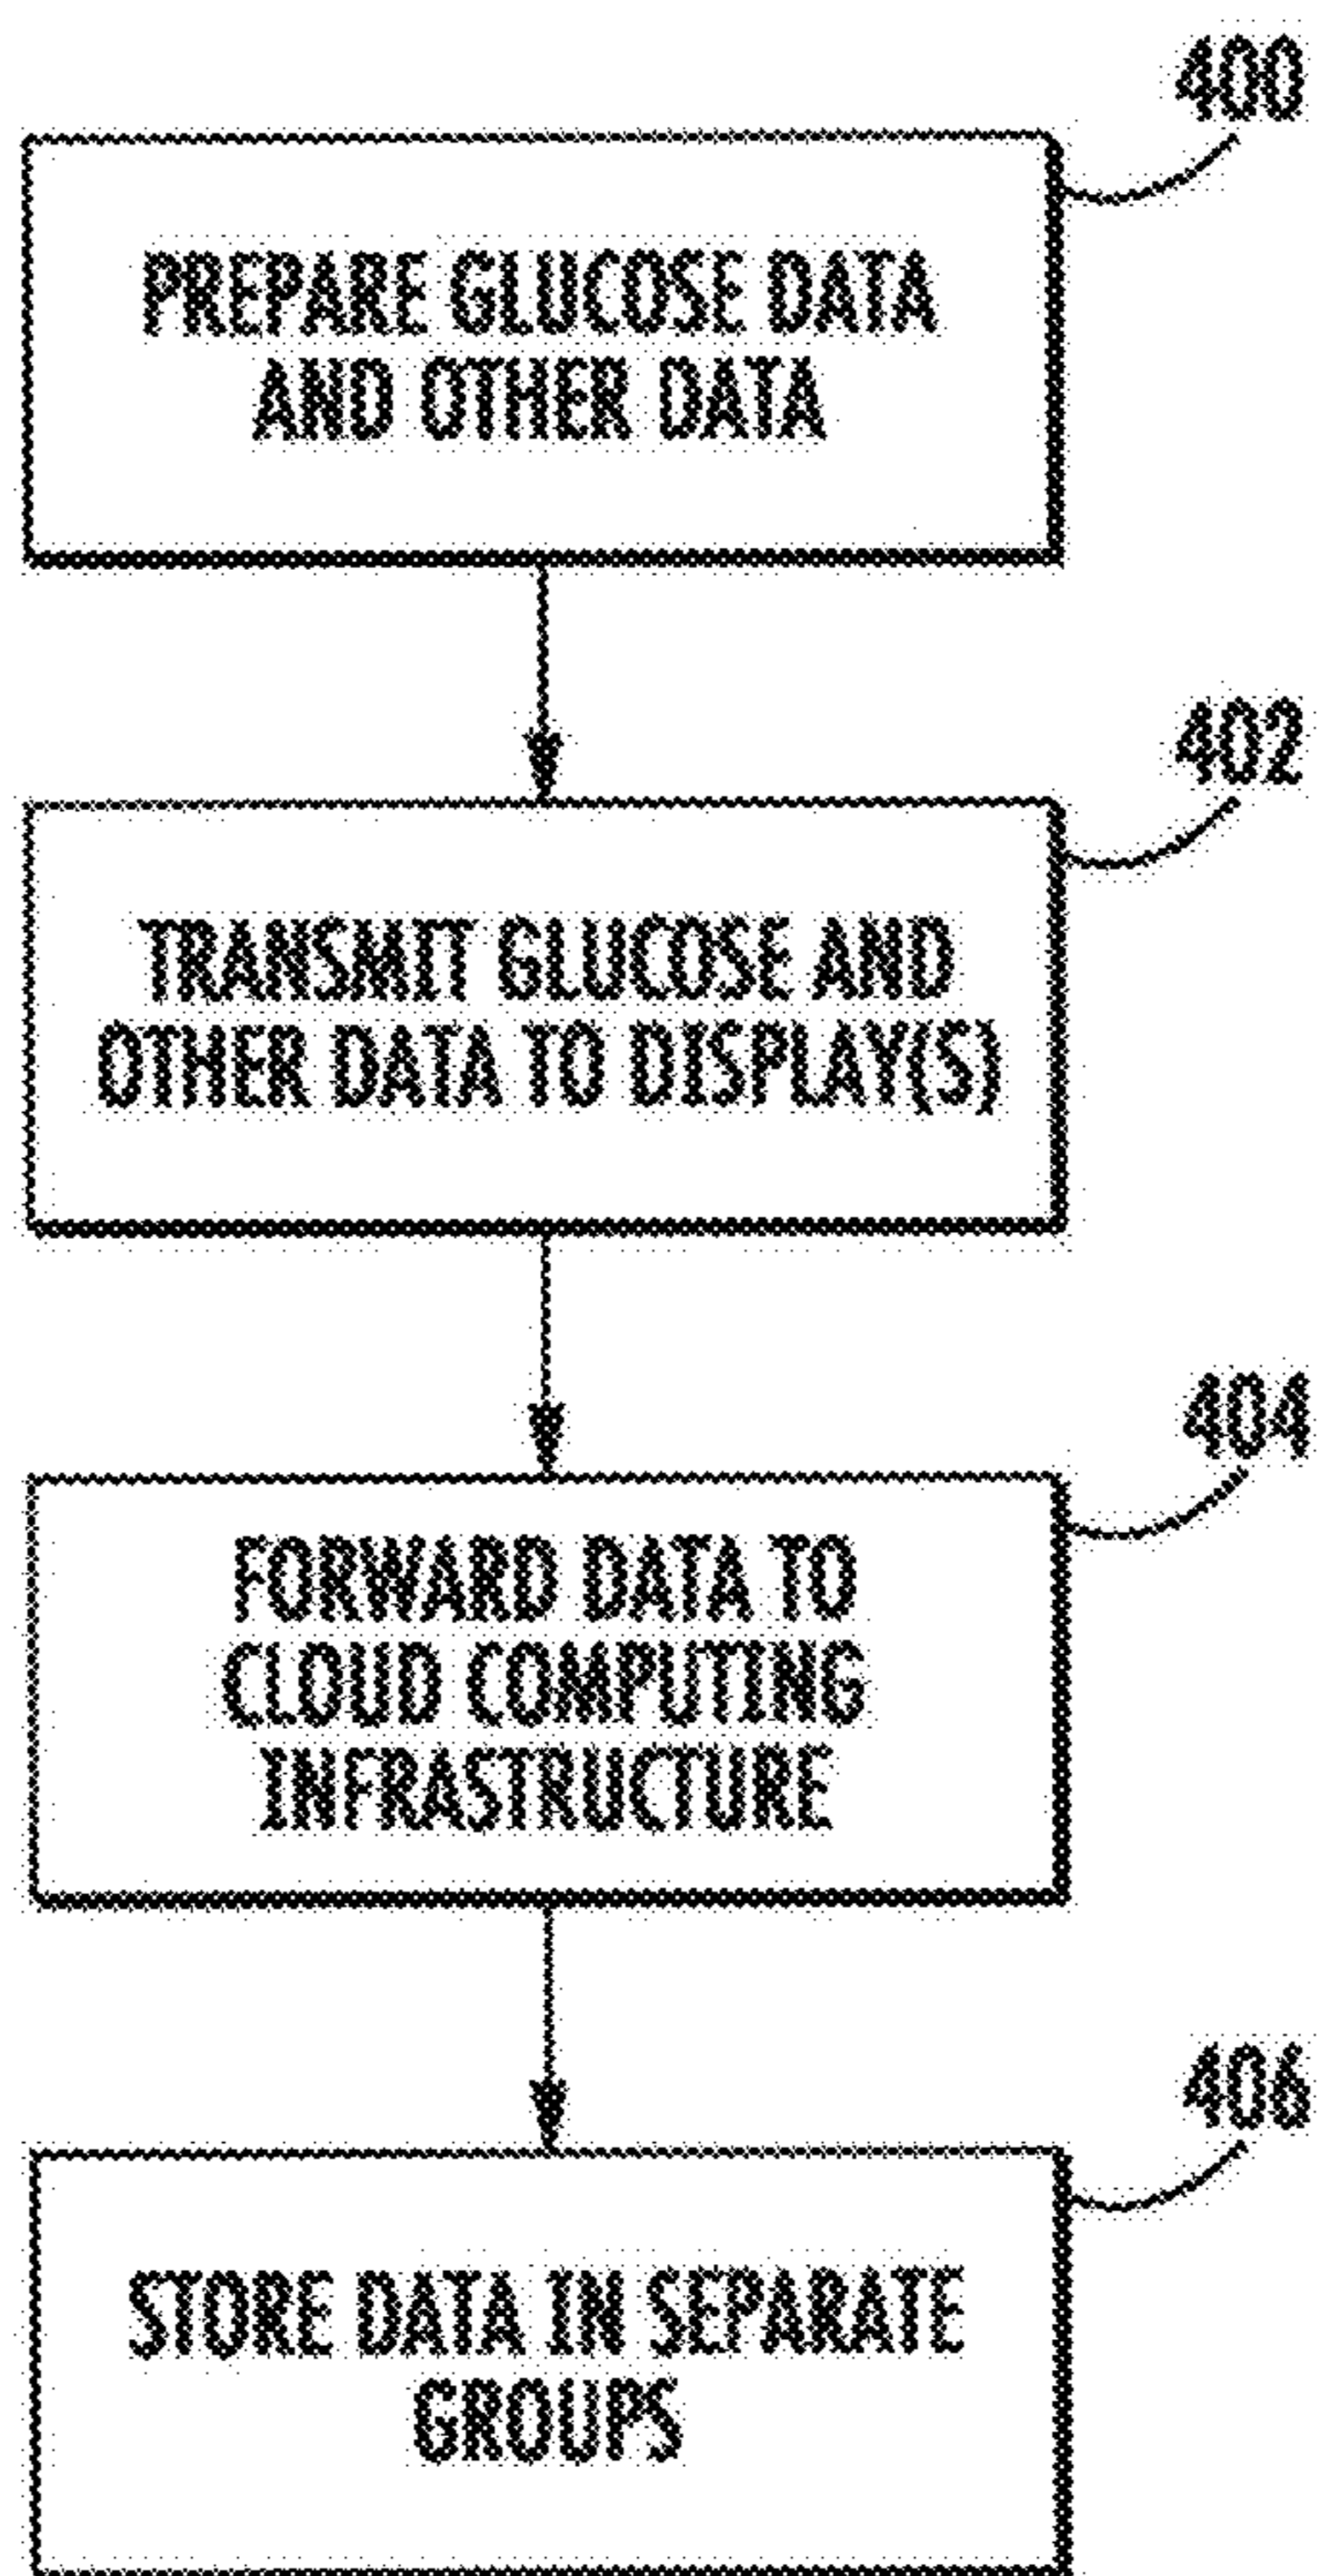 400
PREPARE GLUCOSE DATA
AND OTHER DATA
402
TRANSMIT GLUCOSE AND
OTHER DATA TO DISPLAY(S)
404
FORWARD DATA TO
CLOUD COMPUTING
INFRASTRUCTURE
406
STORE DATA IN SEPARATE
GROUPS